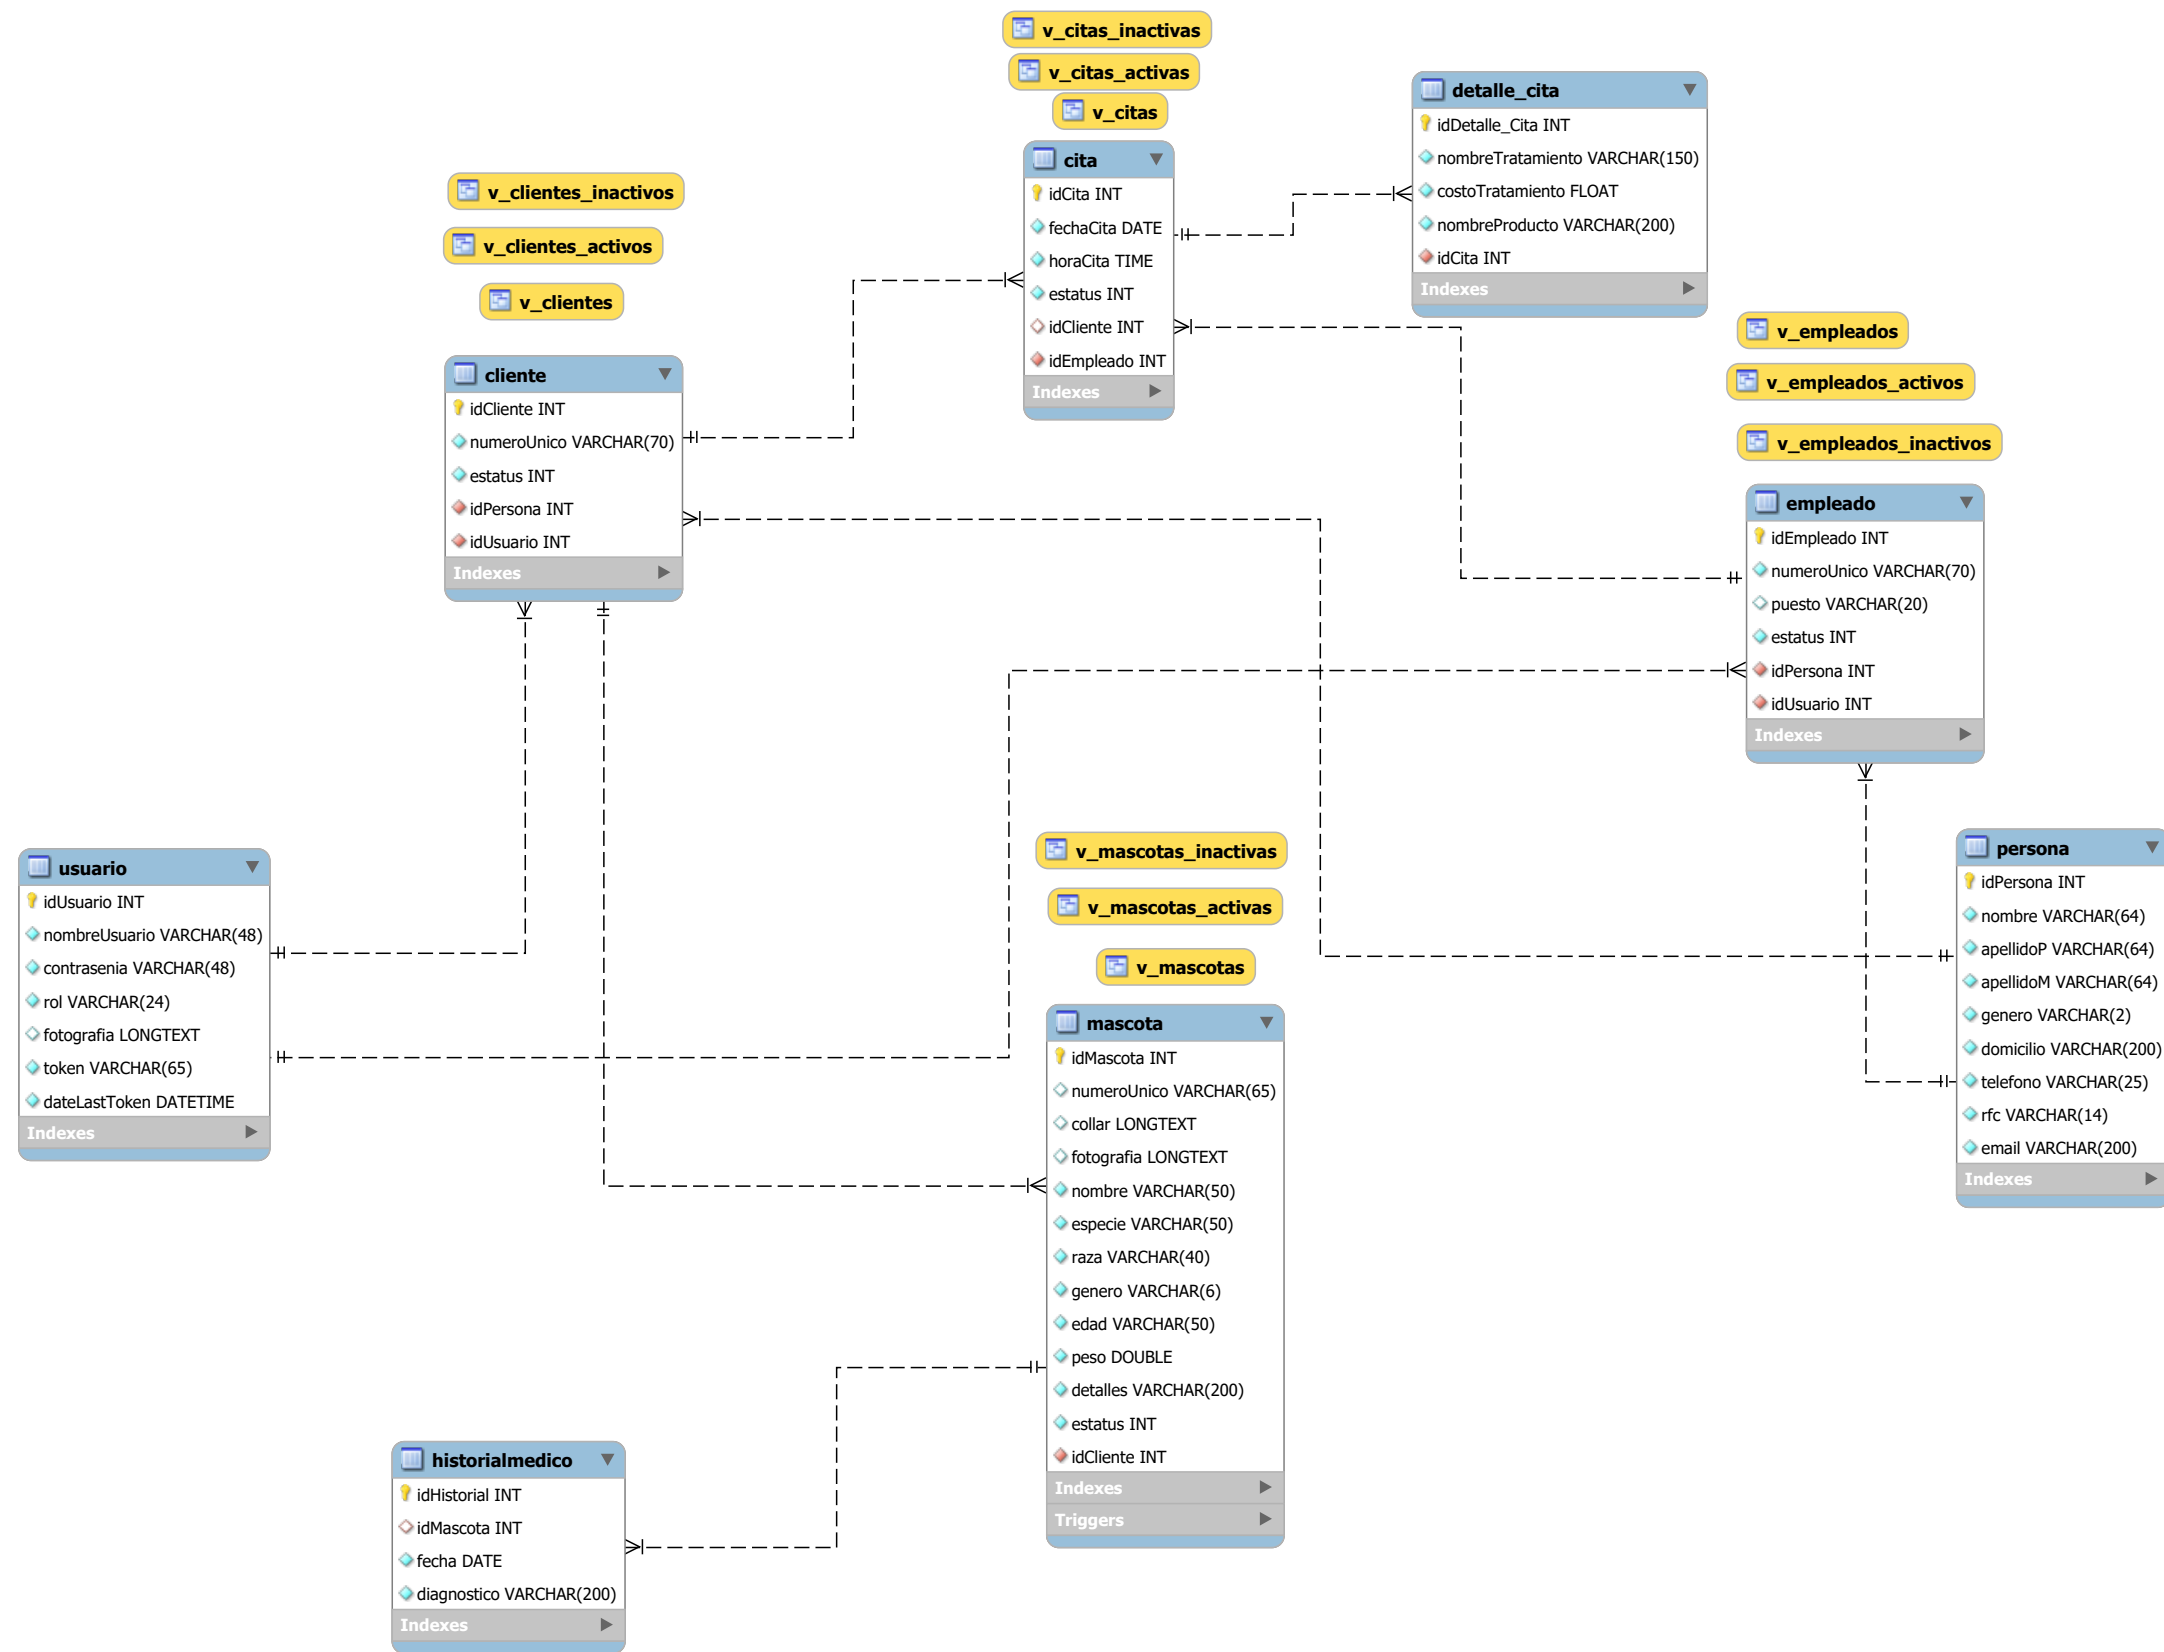 v_citas_inactivas
v_citas_activas
v_citas
cita
idCita INT
fechaCita DATE
horaCita TIME
estatus INT
idCliente INT
idEmpleado INT
Indexes
detalle_cita
idDetalle_Cita INT
nombreTratamiento VARCHAR(150)
costoTratamiento FLOAT
nombreProducto VARCHAR(200)
idCita INT
Indexes
v_clientes_inactivos
v_clientes_activos
v_clientes
cliente
idCliente INT
numeroUnico VARCHAR(70)
estatus INT
idPersona INT
idUsuario INT
Indexes
v_empleados
v_empleados_activos
v_empleados_inactivos
empleado
idEmpleado INT
numeroUnico VARCHAR(70)
puesto VARCHAR(20)
estatus INT
idPersona INT
idUsuario INT
Indexes
usuario
idUsuario INT
nombreUsuario VARCHAR(48)
contrasenia VARCHAR(48)
rol VARCHAR(24)
fotografia LONGTEXT
token VARCHAR(65)
dateLastToken DATETIME
Indexes
v_mascotas_inactivas
v_mascotas_activas
v_mascotas
mascota
idMascota INT
numeroUnico VARCHAR(65)
collar LONGTEXT
fotografia LONGTEXT
nombre VARCHAR(50)
especie VARCHAR(50)
raza VARCHAR(40)
genero VARCHAR(6)
edad VARCHAR(50)
peso DOUBLE
detalles VARCHAR(200)
estatus INT
idCliente INT
Indexes
Triggers
persona
idPersona INT
nombre VARCHAR(64)
apellidoP VARCHAR(64)
apellidoM VARCHAR(64)
genero VARCHAR(2)
domicilio VARCHAR(200)
telefono VARCHAR(25)
rfc VARCHAR(14)
email VARCHAR(200)
Indexes
historialmedico
idHistorial INT
idMascota INT
fecha DATE
diagnostico VARCHAR(200)
Indexes